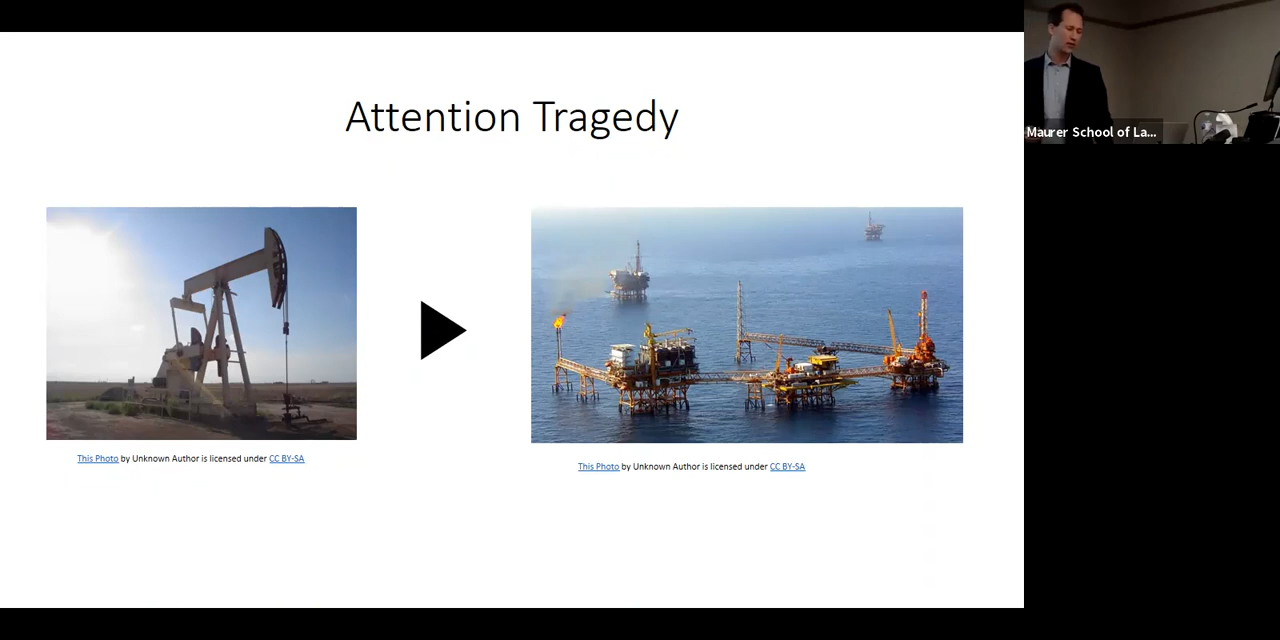 Attention Tragedy
This Photo by Unknown Author is licensed under CC BY-SA
This Photo by Unknown Author is licensed under CC BY-SA
Maurer School of La...